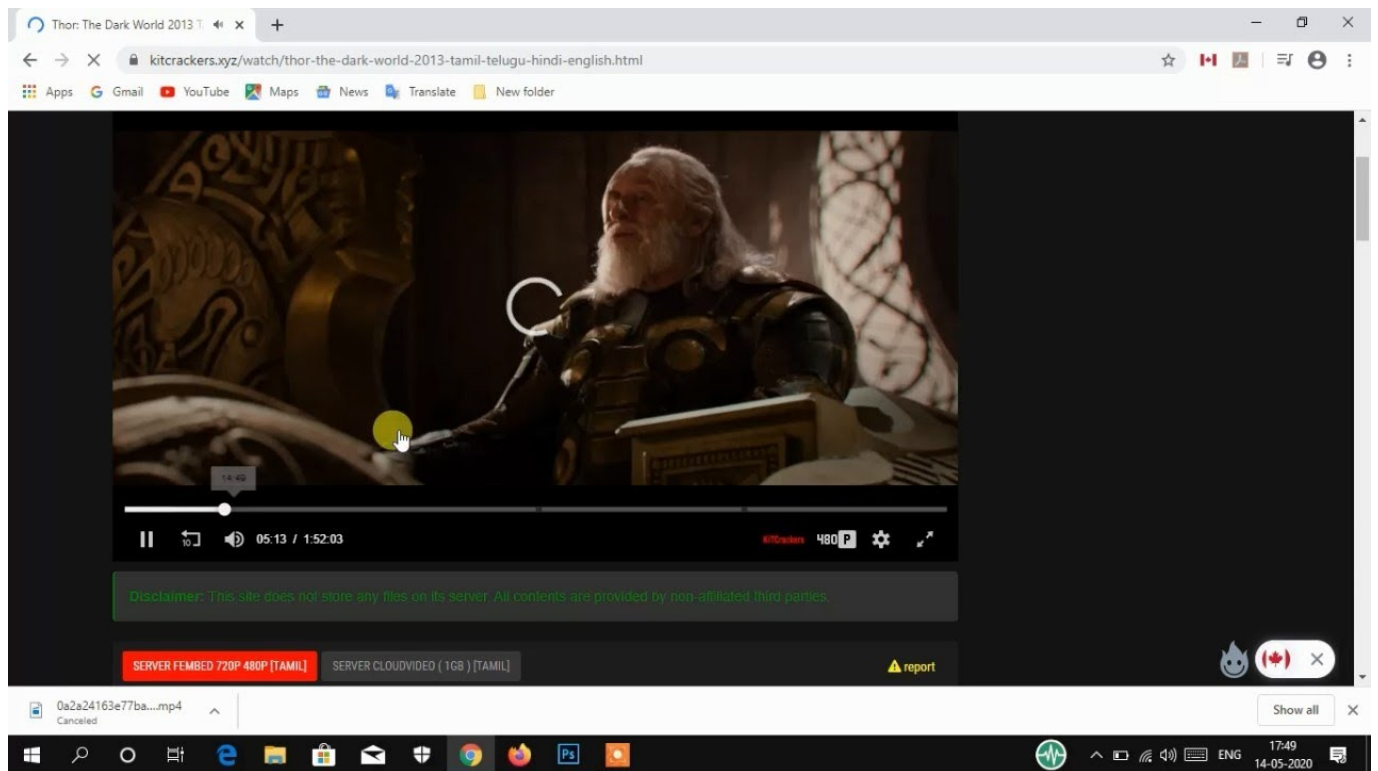 Thor: The Dark World 2013 T
kitcrackers.xyz/watch/thor-the-dark-world-2013-tamil-telugu-hindi-english.html
Apps Gmail YouTube Maps News Translate New folder
14:49
10 05:13 / 1:52:03 KITCrackers 480 P
Disclaimer: This site does not store any files on its server. All contents are provided by non-affiliated third parties.
SERVER FEMBED 720P 480P [TAMIL] SERVER CLOUDVIDEO ( 1GB ) [TAMIL] report
0a2a24163e77ba....mp4
Canceled
Show all
Ps
ENG
17:49
14-05-2020